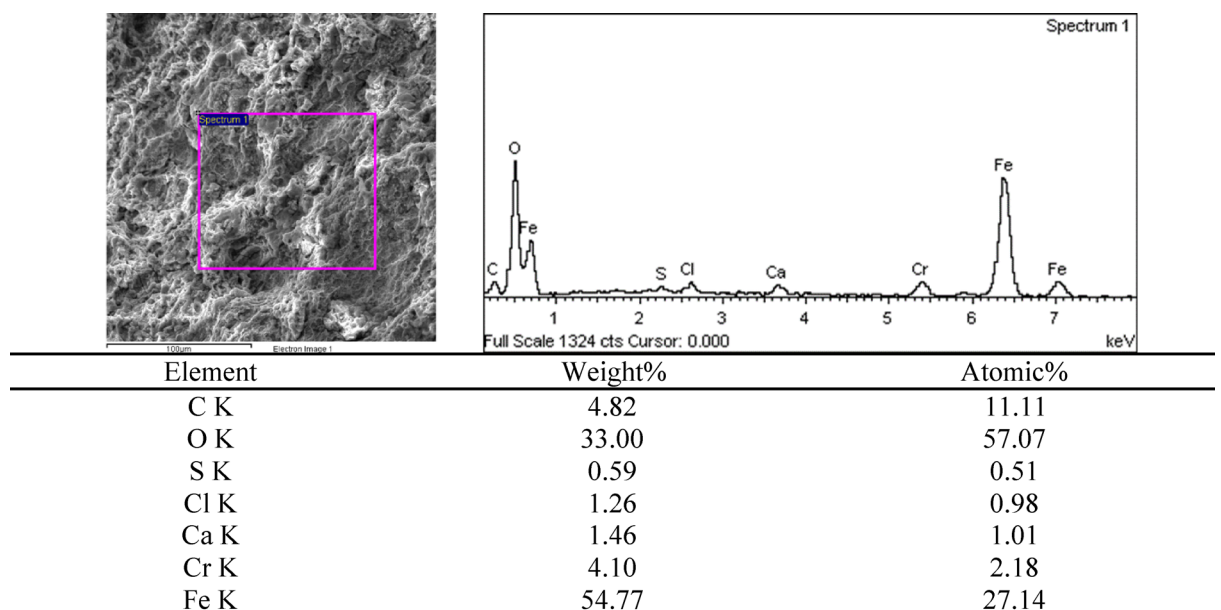 Spectrum 1
100μm Electron Image 1
Spectrum 1
O
Fe
C
S
Cl
Ca
Cr
Fe
Fe
1 2 3 4 5 6 7
Full Scale 1324 cts Cursor: 0.000 keV
Element Weight% Atomic%
C K 4.82 11.11
O K 33.00 57.07
S K 0.59 0.51
Cl K 1.26 0.98
Ca K 1.46 1.01
Cr K 4.10 2.18
Fe K 54.77 27.14